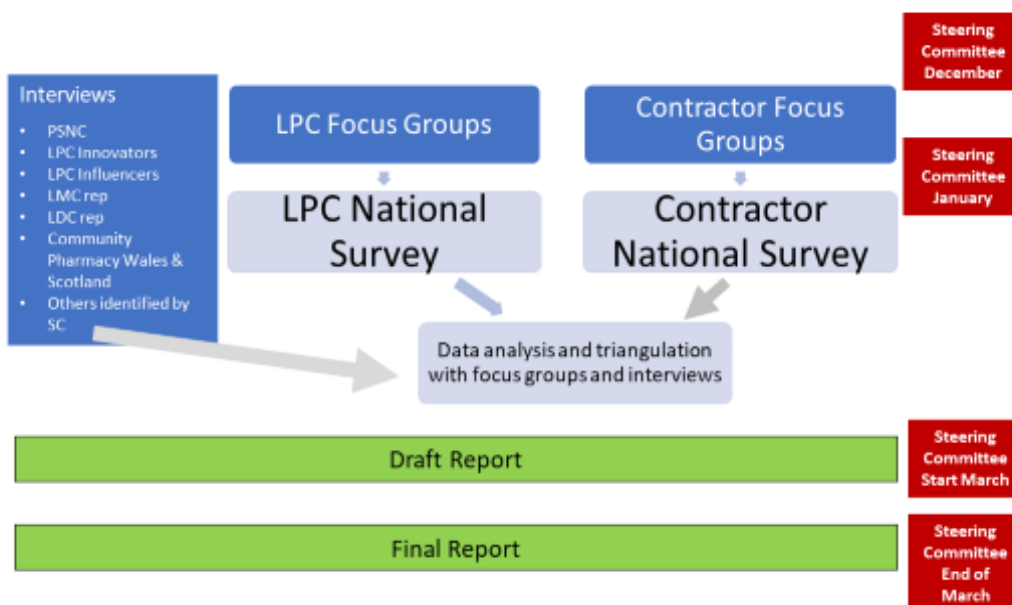 Steering
Committee
December
Interviews
• PSNC
• LPC Innovators
• LPC Influencers
• LMC rep
• LDC rep
• Community
Pharmacy Wales &
Scotland
• Others identified by
SC
LPC Focus Groups
Contractor Focus
Groups
Steering
Committee
January
LPC National
Survey
Contractor
National Survey
Data analysis and triangulation
with focus groups and interviews
Draft Report
Steering
Committee
Start March
Final Report
Steering
Committee
End of
March